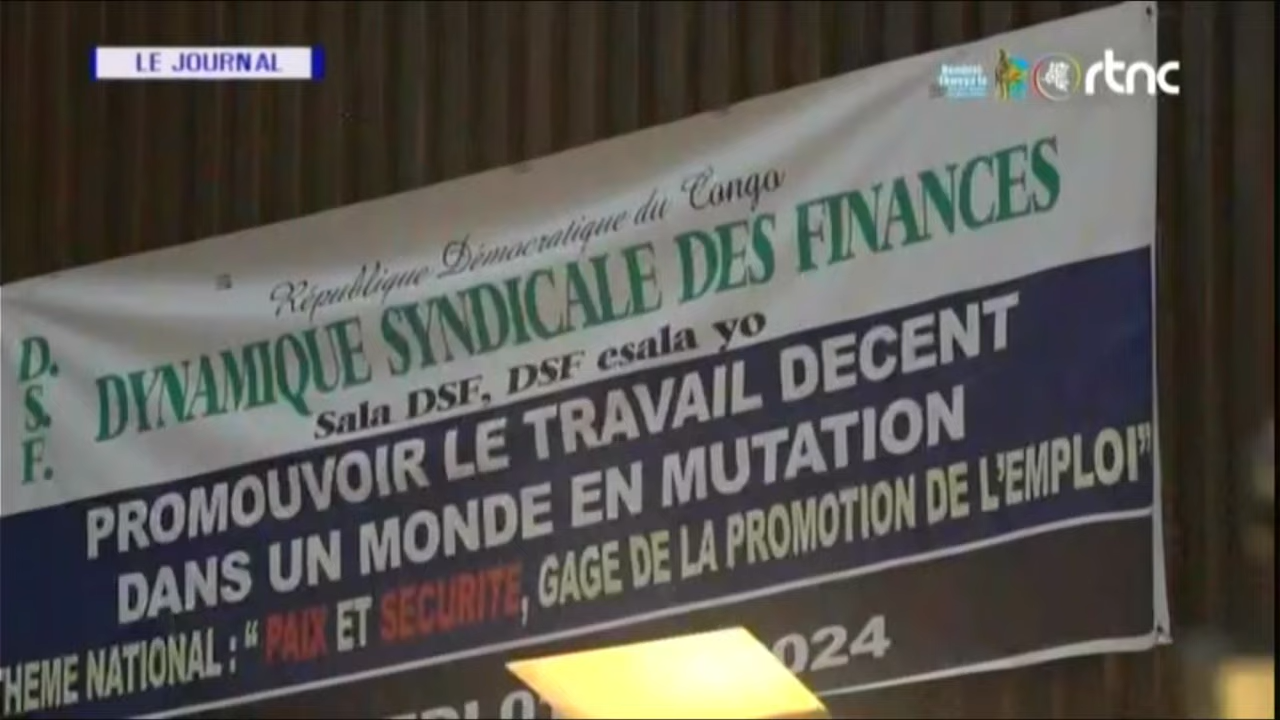 LE JOURNAL
rtnc
République Démocratique du Congo
D.S.F.
DYNAMIQUE SYNDICALE DES FINANCES
Sala DSF, DSF esala yo
PROMOUVOIR LE TRAVAIL DECENT
DANS UN MONDE EN MUTATION
THEME NATIONAL : “ PAIX ET SECURITE, GAGE DE LA PROMOTION DE L'EMPLOI”